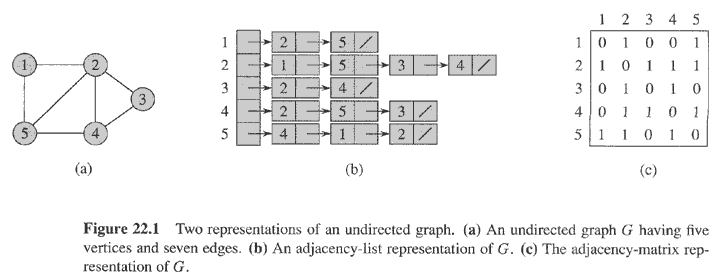 1 2 3 4 5
1 2 5 /
2 1 5 3 4 /
3 2 4 /
4 2 5 3 /
5 4 1 2 /
1 2
3
5 4
1 0 1 0 0 1
2 1 0 1 1 1
3 0 1 0 1 0
4 0 1 1 0 1
5 1 1 0 1 0
(a) (b) (c)
Figure 22.1 Two representations of an undirected graph. (a) An undirected graph G having five
vertices and seven edges. (b) An adjacency-list representation of G. (c) The adjacency-matrix rep-
resentation of G.